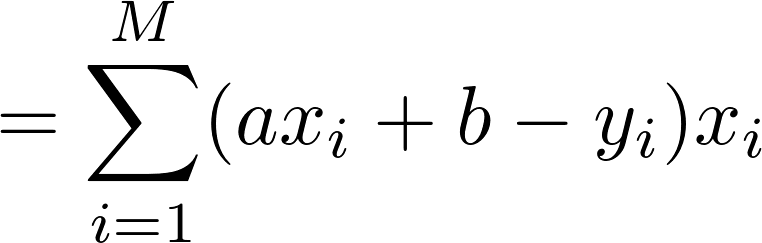 = \sum_{i=1}^{M} (ax_i + b - y_i)x_i